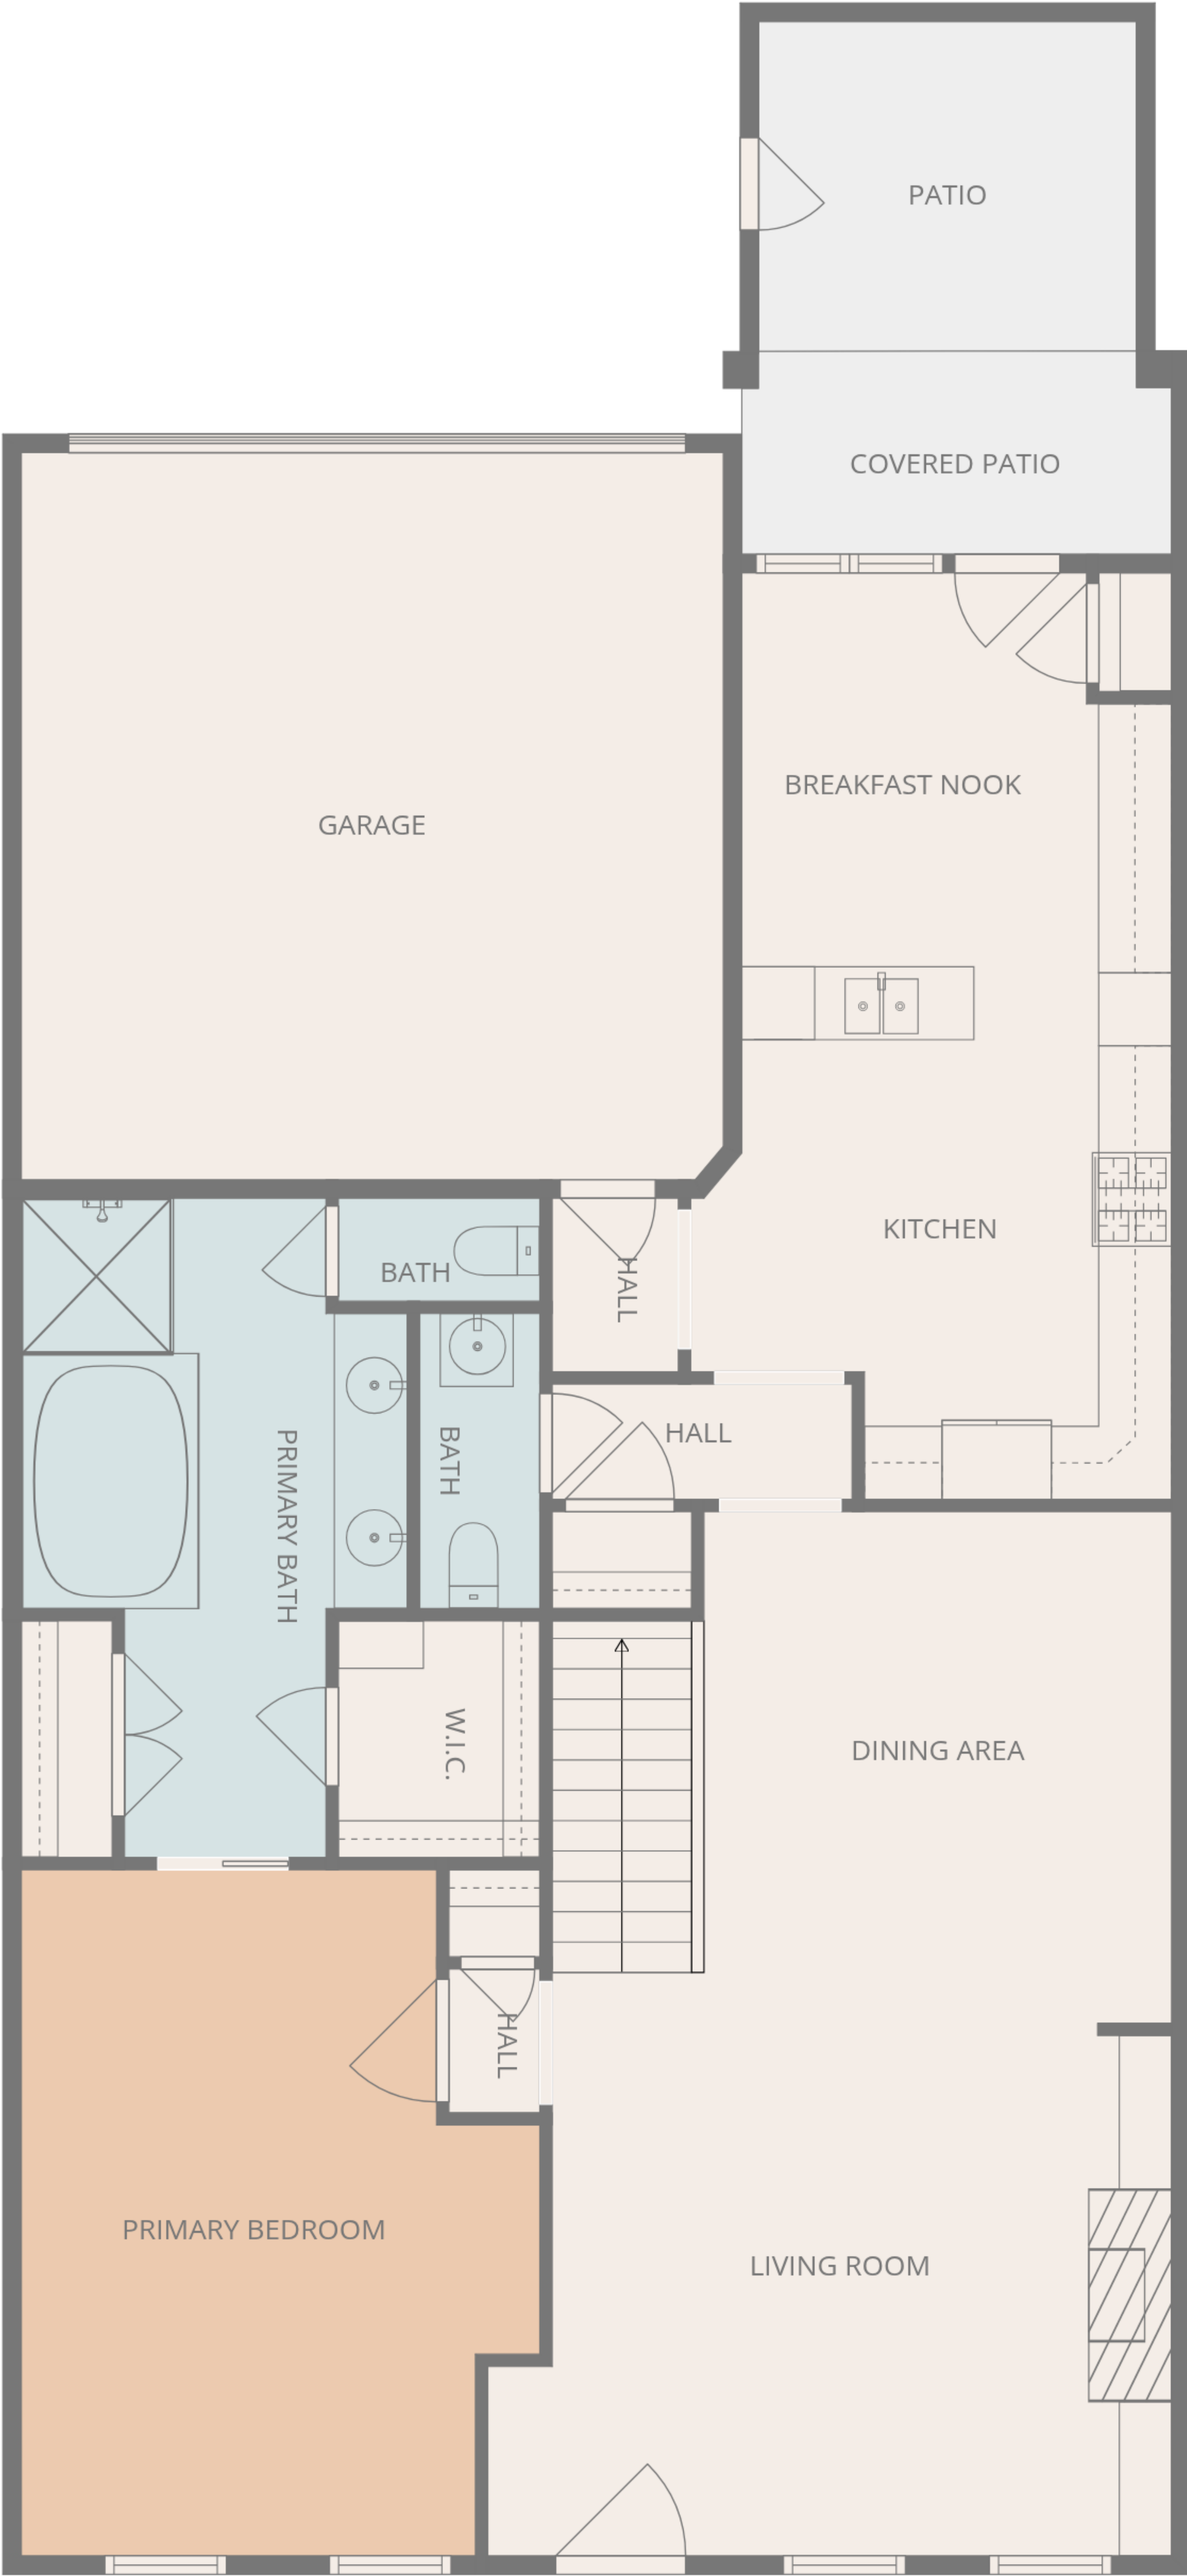 PATIO
COVERED PATIO
BREAKFAST NOOK
GARAGE
KITCHEN
BATH
HALL
HALL
BATH
PRIMARY BATH
W.I.C.
DINING AREA
HALL
PRIMARY BEDROOM
LIVING ROOM